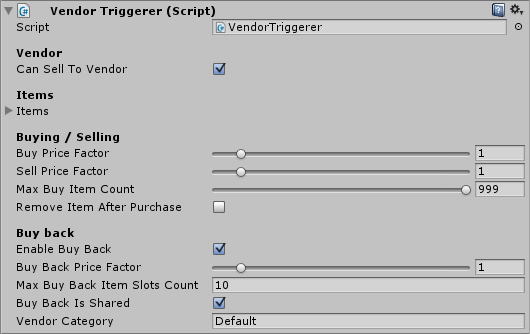 Vendor Triggerer (Script)
Script VendorTriggerer
Vendor
Can Sell To Vendor
Items
Items
Buying / Selling
Buy Price Factor 1
Sell Price Factor 1
Max Buy Item Count 999
Remove Item After Purchase
Buy back
Enable Buy Back
Buy Back Price Factor 1
Max Buy Back Item Slots Count 10
Buy Back Is Shared
Vendor Category Default